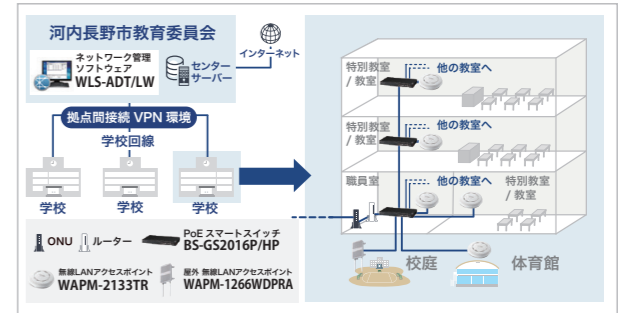 河内長野市教育委員会
ネットワーク管理
ソフトウェア
WLS-ADT/LW
センター
サーバー
インターネット
拠点間接続 VPN 環境
学校回線
学校
学校
学校
ONU
ルーター
PoE スマートスイッチ
BS-GS2016P/HP
無線LANアクセスポイント
WAPM-2133TR
屋外 無線LANアクセスポイント
WAPM-1266WDPRA
特別教室
/ 教室
他の教室へ
特別教室
/ 教室
他の教室へ
職員室
他の教室へ
特別教室
/ 教室
校庭
体育館